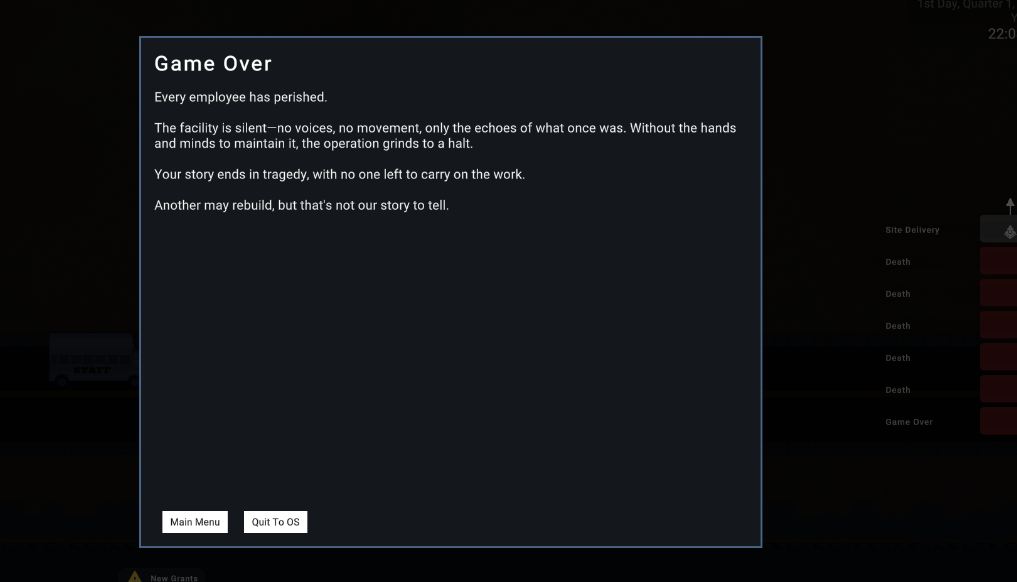 1st Day, Quarter 1,
Y
22:0
Game Over
Every employee has perished.
The facility is silent—no voices, no movement, only the echoes of what once was. Without the hands
and minds to maintain it, the operation grinds to a halt.
Your story ends in tragedy, with no one left to carry on the work.
Another may rebuild, but that's not our story to tell.
Site Delivery
Death
Death
Death
Death
Death
Game Over
STAFF
Main Menu
Quit To OS
New Grants